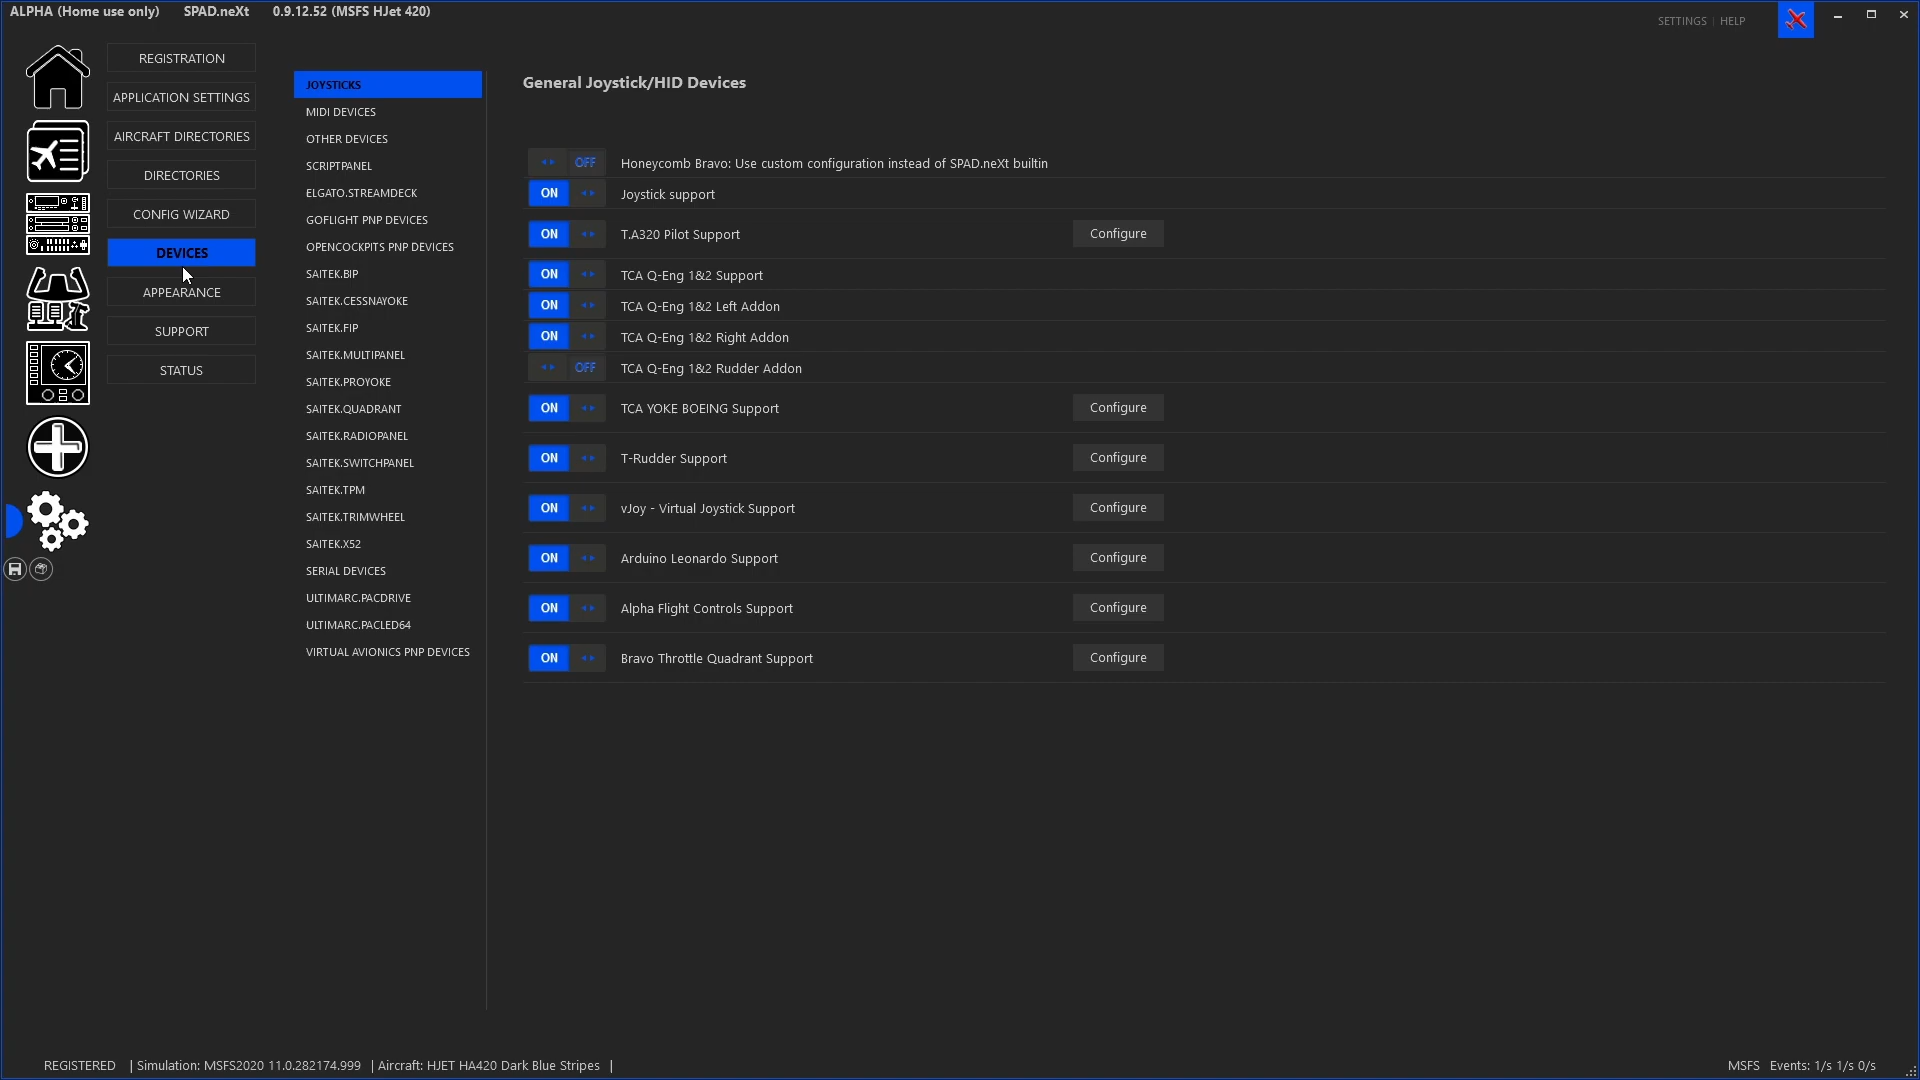 ALPHA (Home use only) SPAD.neXt 0.9.12.52 (MSFS HJet 420)
SETTINGS | HELP
REGISTRATION
APPLICATION SETTINGS
AIRCRAFT DIRECTORIES
DIRECTORIES
CONFIG WIZARD
DEVICES
APPEARANCE
SUPPORT
STATUS
JOYSTICKS
MIDI DEVICES
OTHER DEVICES
SCRIPTPANEL
ELGATO.STREAMDECK
GOFLIGHT PNP DEVICES
OPENCOCKPITS PNP DEVICES
SAITEK.BIP
SAITEK.CESSNAYOKE
SAITEK.FIP
SAITEK.MULTIPANEL
SAITEK.PROYOKE
SAITEK.QUADRANT
SAITEK.RADIOPANEL
SAITEK.SWITCHPANEL
SAITEK.TPM
SAITEK.TRIMWHEEL
SAITEK.X52
SERIAL DEVICES
ULTIMARC.PACDRIVE
ULTIMARC.PACLED64
VIRTUAL AVIONICS PNP DEVICES
General Joystick/HID Devices
OFF Honeycomb Bravo: Use custom configuration instead of SPAD.neXt builtin
ON Joystick support
ON T.A320 Pilot Support Configure
ON TCA Q-Eng 1&2 Support
ON TCA Q-Eng 1&2 Left Addon
ON TCA Q-Eng 1&2 Right Addon
OFF TCA Q-Eng 1&2 Rudder Addon
ON TCA YOKE BOEING Support Configure
ON T-Rudder Support Configure
ON vJoy - Virtual Joystick Support Configure
ON Arduino Leonardo Support Configure
ON Alpha Flight Controls Support Configure
ON Bravo Throttle Quadrant Support Configure
REGISTERED | Simulation: MSFS2020 11.0.282174.999 | Aircraft: HJET HA420 Dark Blue Stripes |
MSFS Events: 1/s 1/s 0/s